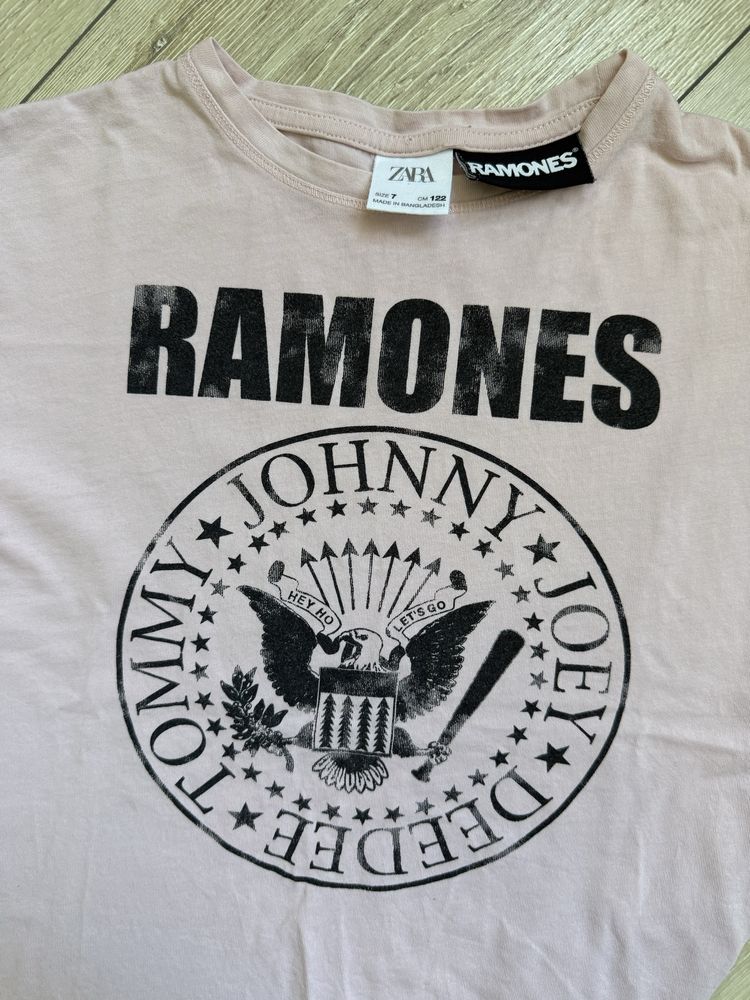 ZARA
SIZE 7 CM 122
MADE IN BANGLADESH
RAMONES®
RAMONES
JOHNNY ★ JOEY ★ DEEDEE ★ TOMMY ★
HEY HO
LET'S GO